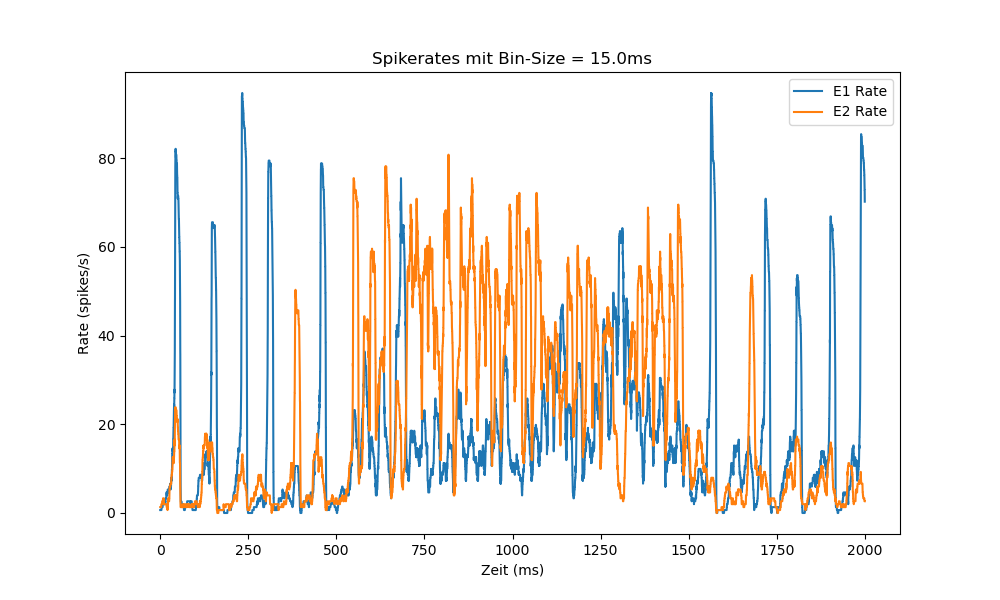 Spikerates mit Bin-Size = 15.0ms
E1 Rate
E2 Rate
Rate (spikes/s)
80
60
40
20
0
0 250 500 750 1000 1250 1500 1750 2000
Zeit (ms)